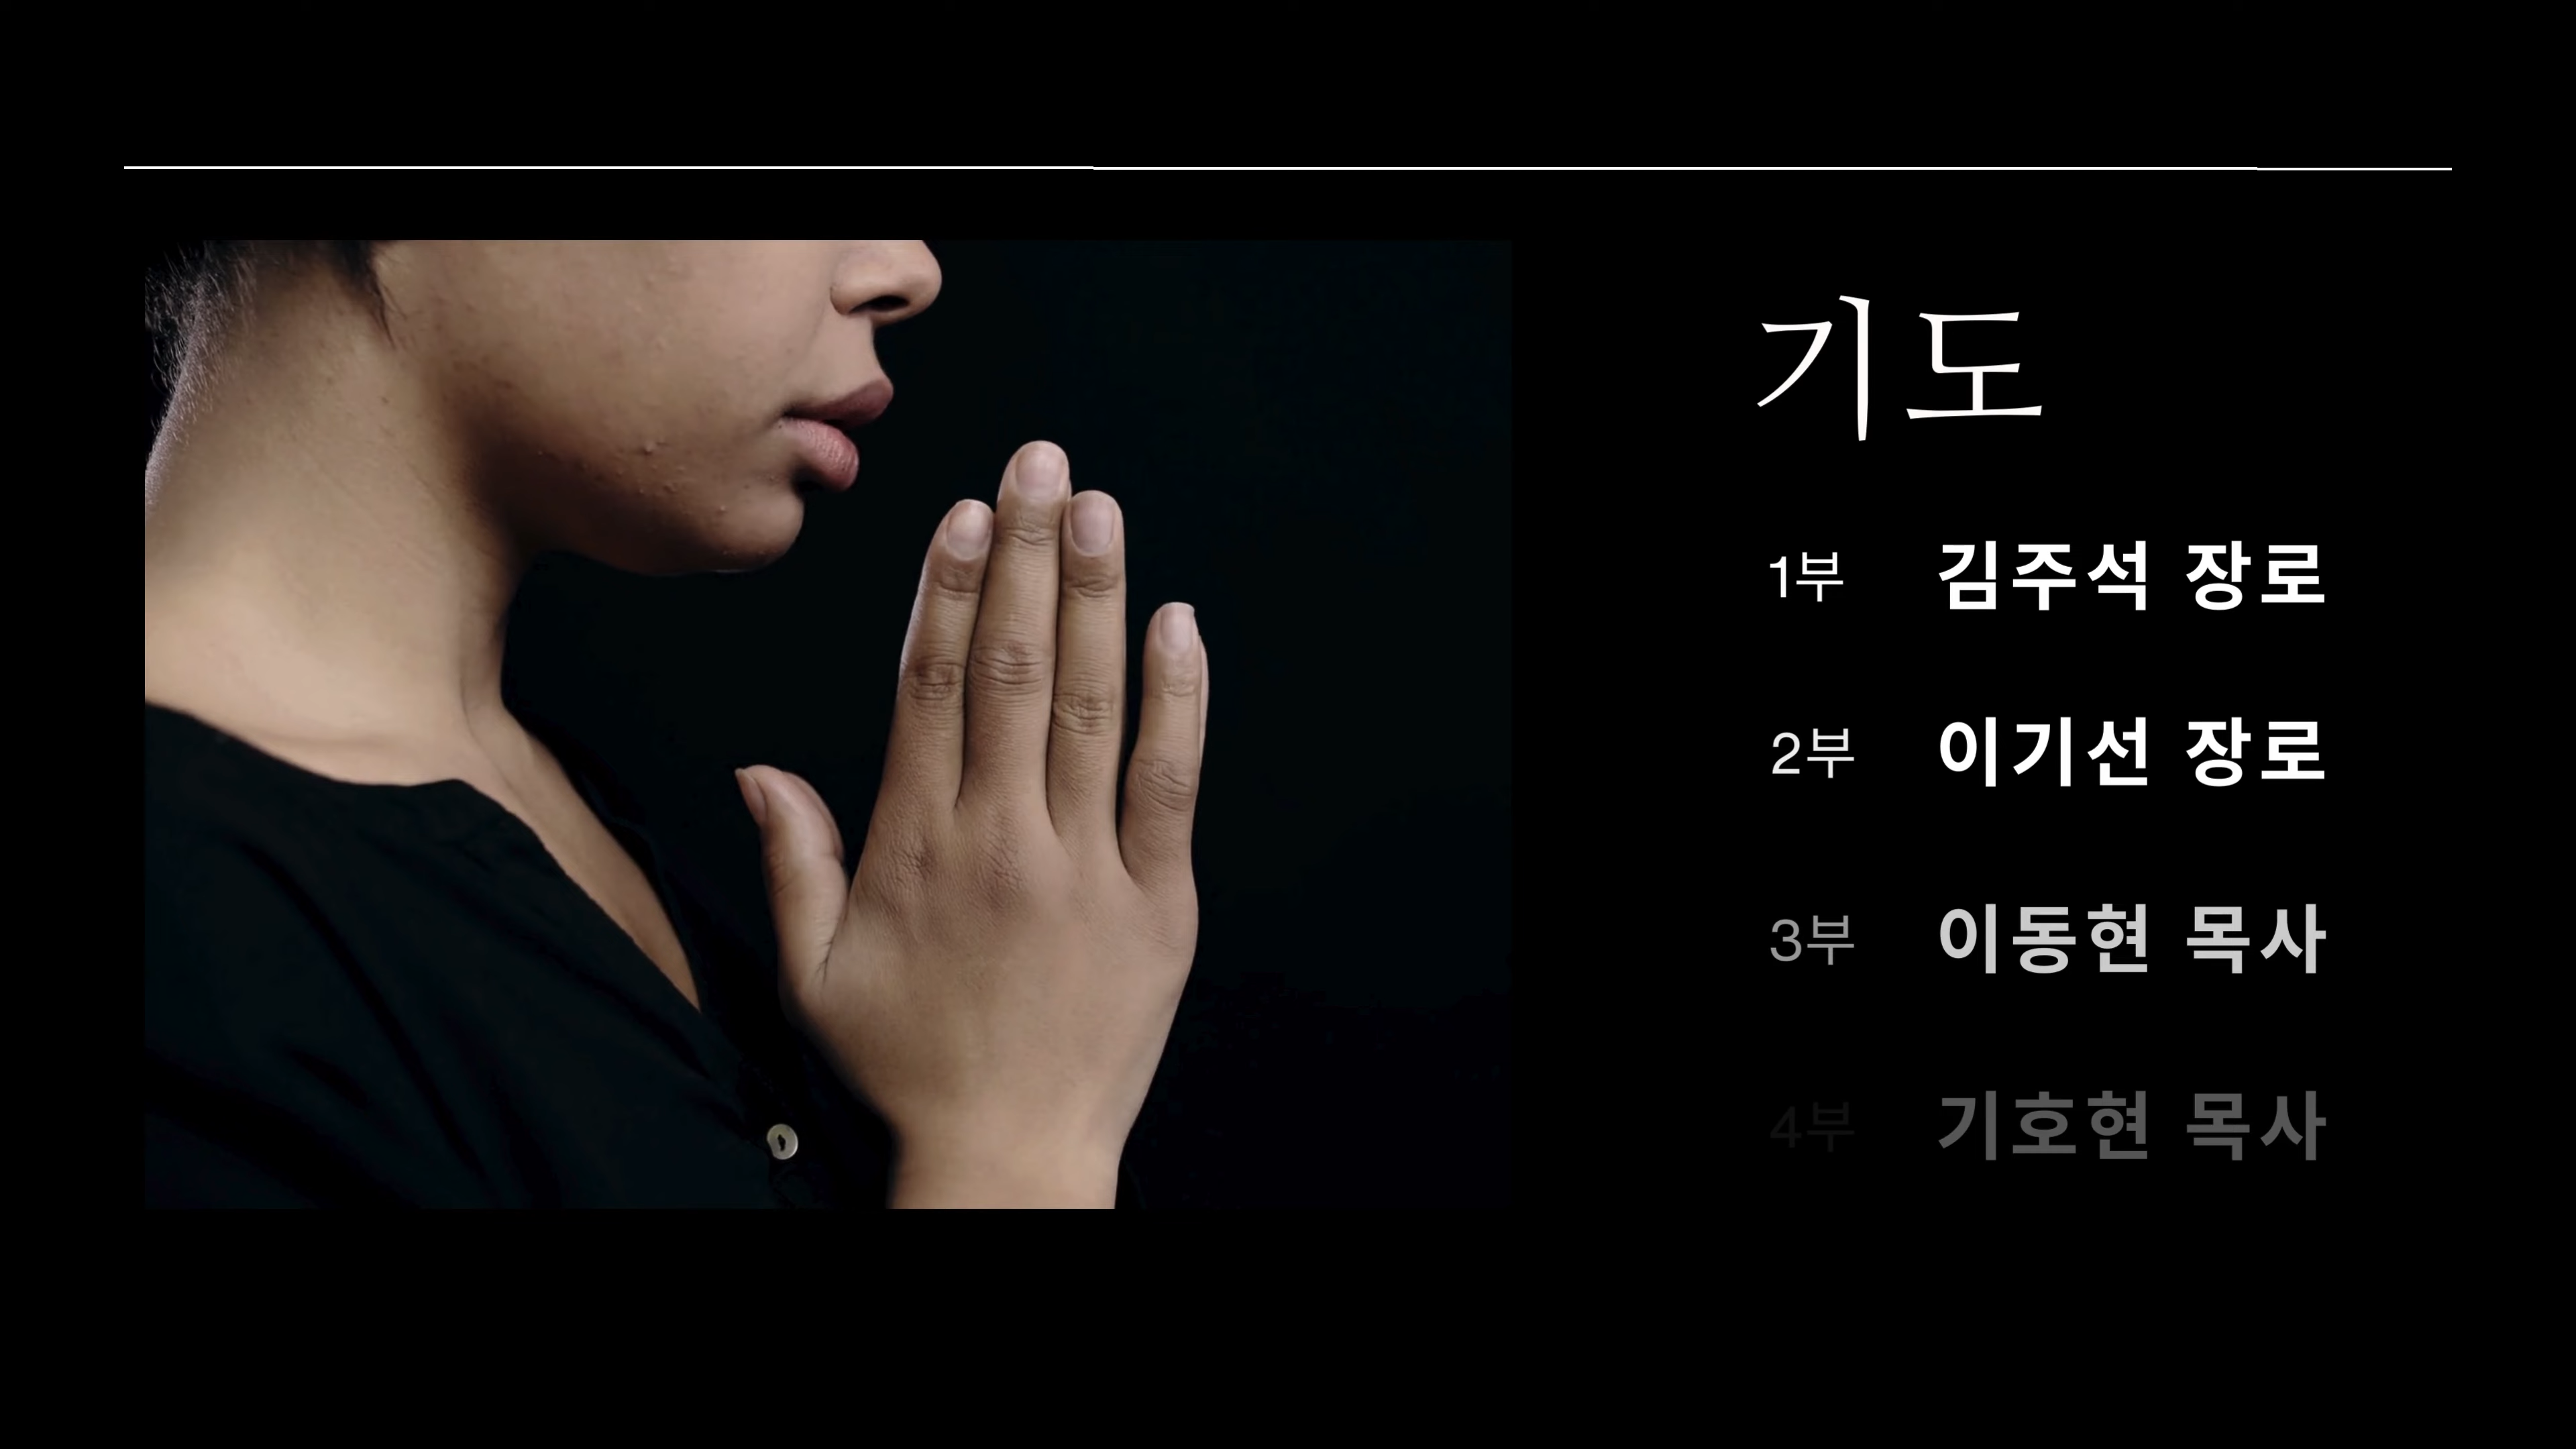 기도
1부 김주석 장로
2부 이기선 장로
3부 이동현 목사
4부 기호현 목사